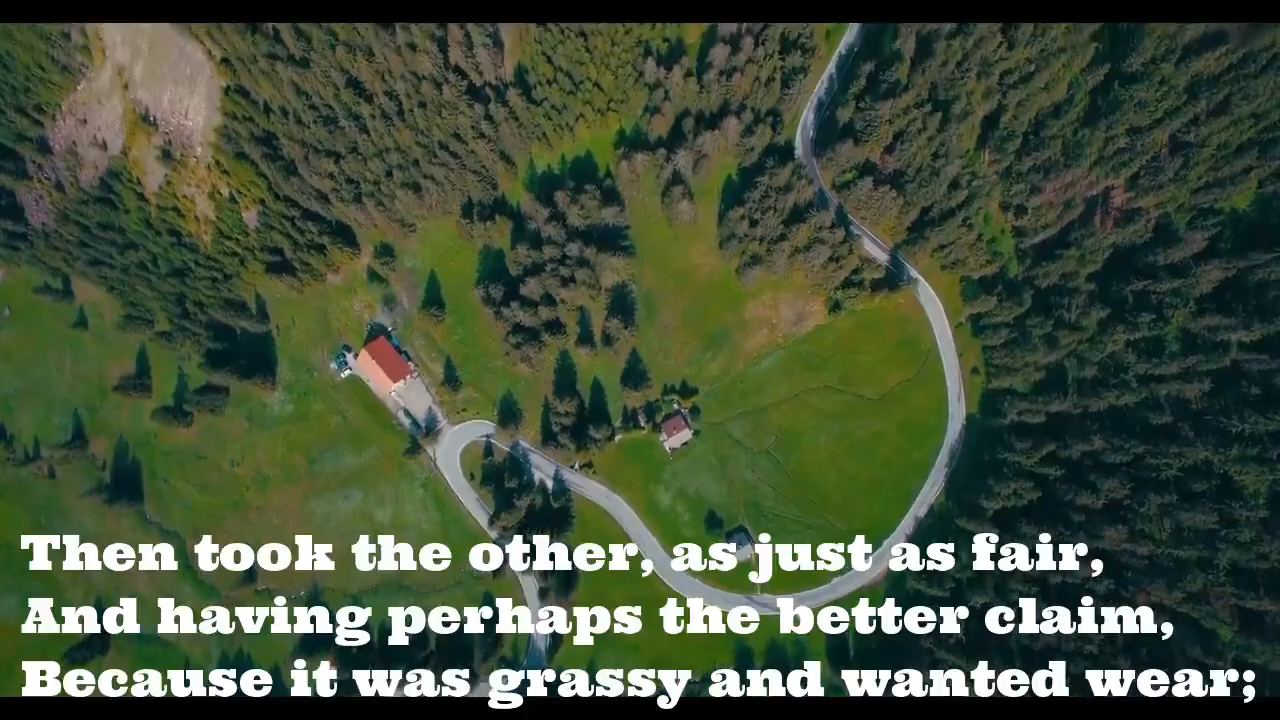 Then took the other, as just as fair,
And having perhaps the better claim,
Because it was grassy and wanted wear;